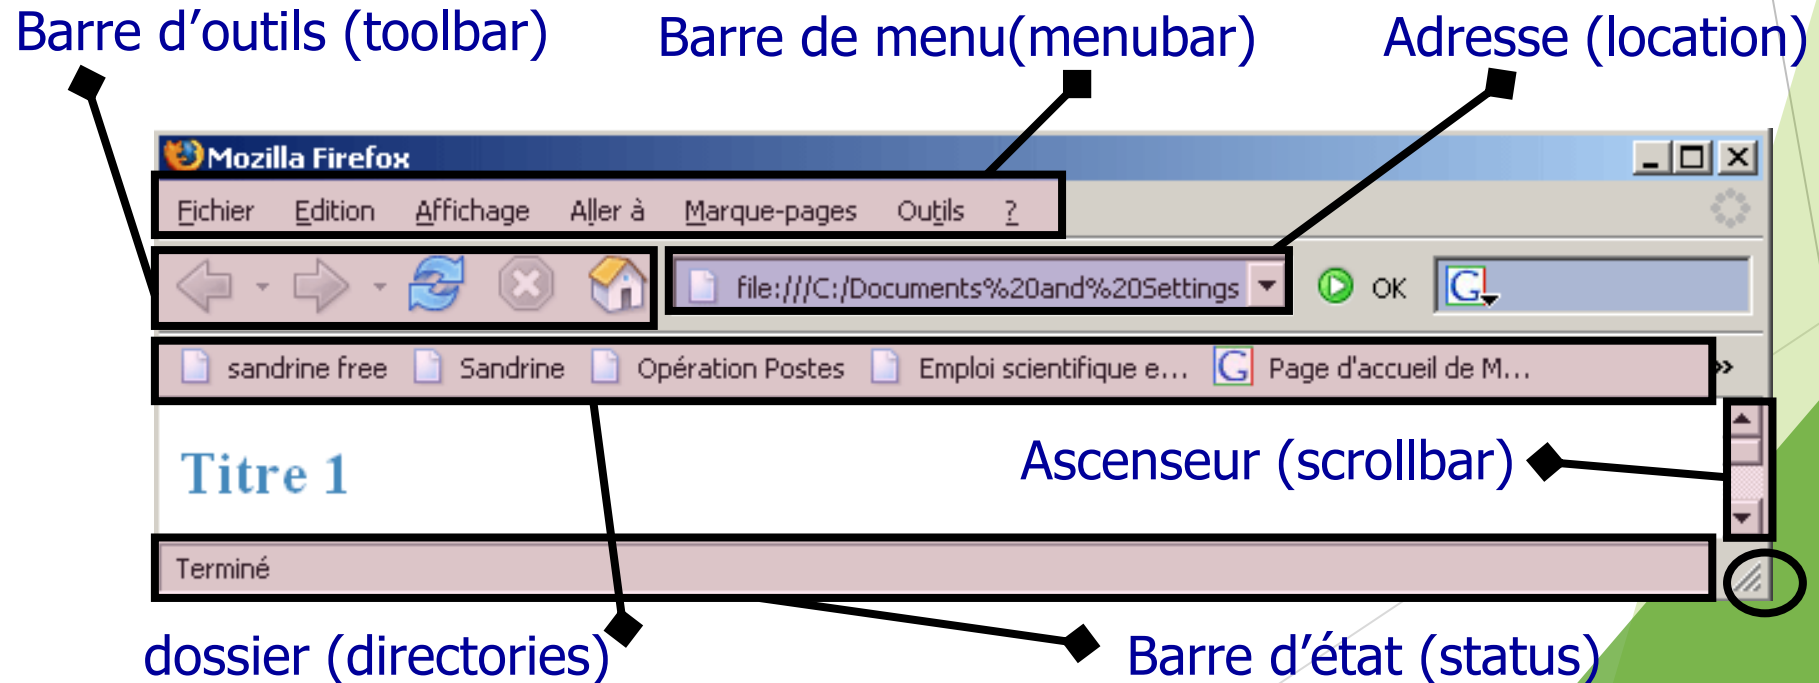 Barre d’outils (toolbar) Barre de menu(menubar) Adresse (location)
Mozilla Firefox
Fichier Edition Affichage Aller à Marque-pages Outils ?
file:///C:/Documents%20and%20Settings OK G
sandrine free Sandrine Opération Postes Emploi scientifique e... G Page d'accueil de M... »
Titre 1
Ascenseur (scrollbar)
Terminé
dossier (directories) Barre d’état (status)